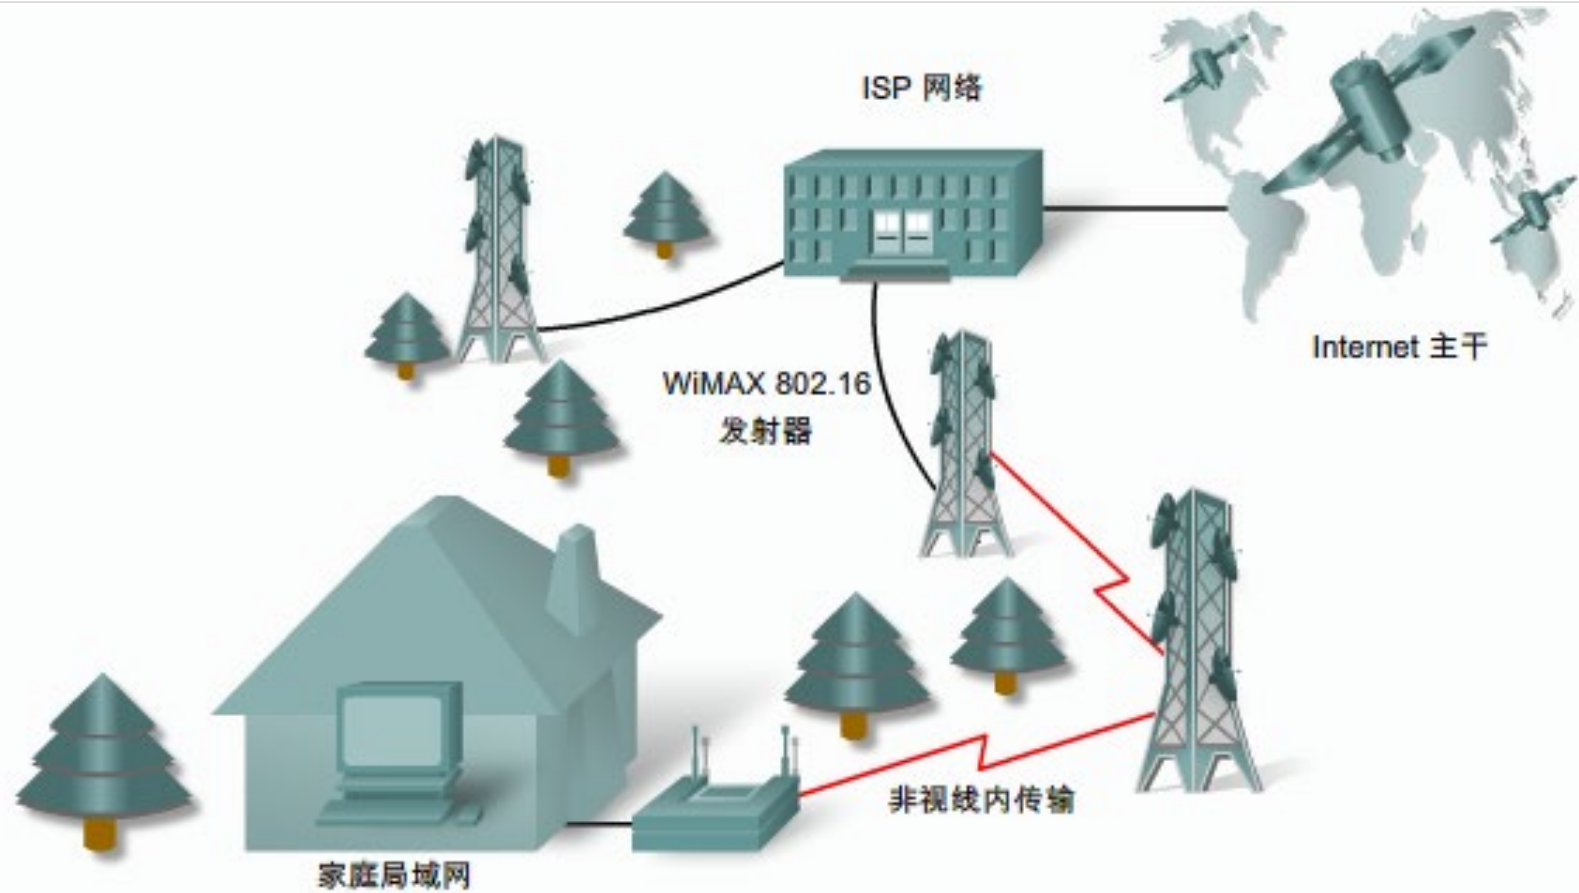 ISP 网络
Internet 主干
WiMAX 802.16
发射器
非视线内传输
家庭局域网